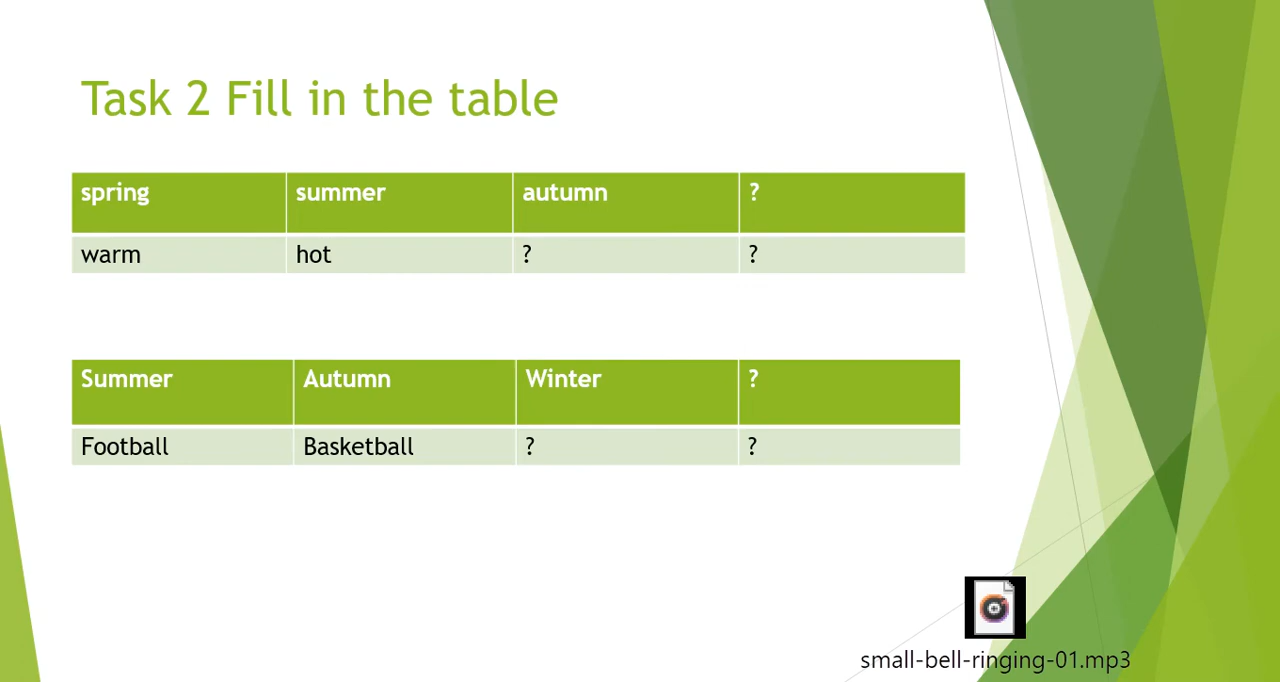 Task 2 Fill in the table
spring summer autumn ?
warm hot ? ?
Summer Autumn Winter ?
Football Basketball ? ?
small-bell-ringing-01.mp3